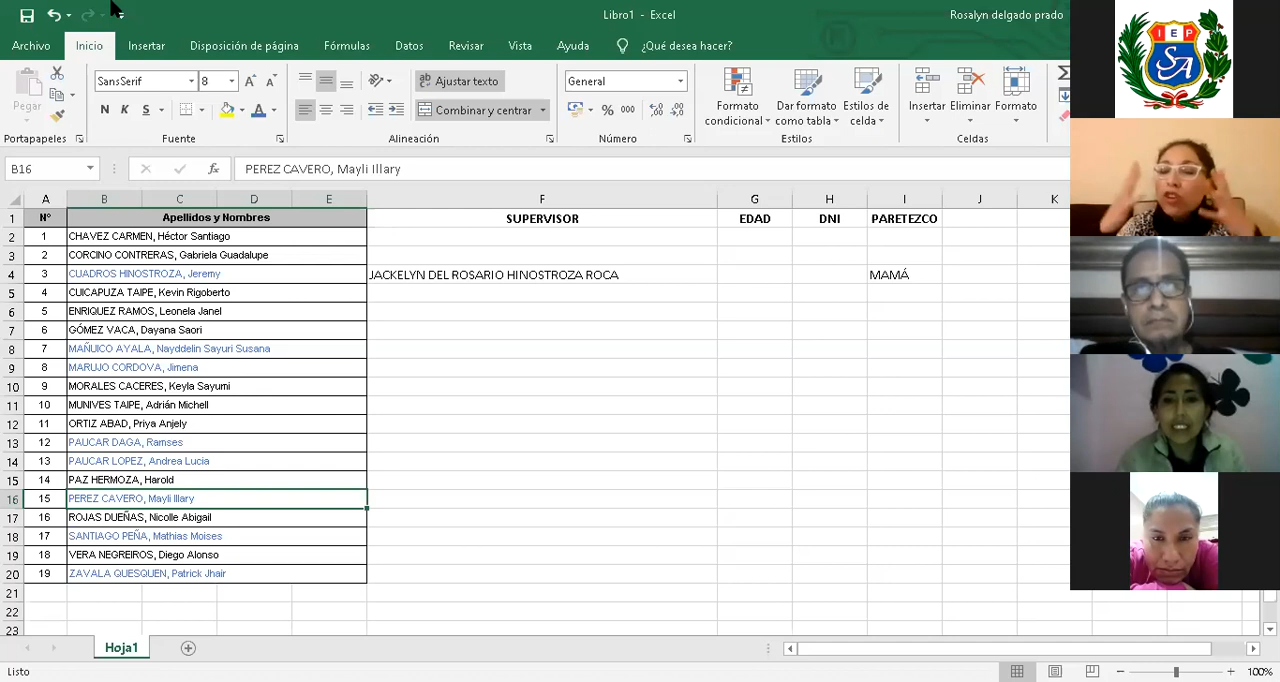 Libro1 - Excel
Rosalyn delgado prado
Archivo Inicio Insertar Disposición de página Fórmulas Datos Revisar Vista Ayuda ¿Qué desea hacer?
Pegar
SansSerif 8
N K S
Ajustar texto
Combinar y centrar
General
% 000
Formato condicional
Dar formato como tabla
Estilos de celda
Insertar Eliminar Formato
Portapapeles Fuente Alineación Número Estilos Celdas
B16 fx PEREZ CAVERO, Mayli Illary
A B C D E F G H I J K
1 N° Apellidos y Nombres SUPERVISOR EDAD DNI PARETEZCO
2 1 CHAVEZ CARMEN, Héctor Santiago
3 2 CORCINO CONTRERAS, Gabriela Guadalupe
4 3 CUADROS HINOSTROZA, Jeremy JACKELYN DEL ROSARIO HINOSTROZA ROCA MAMÁ
5 4 CUICAPUZA TAIPE, Kevin Rigoberto
6 5 ENRIQUEZ RAMOS, Leonela Janel
7 6 GÓMEZ VACA, Dayana Saori
8 7 MAÑUICO AYALA, Nayddelin Sayuri Susana
9 8 MARUJO CORDOVA, Jimena
10 9 MORALES CACERES, Keyla Sayumi
11 10 MUNIVES TAIPE, Adrián Michell
12 11 ORTIZ ABAD, Priya Anjely
13 12 PAUCAR DAGA, Ramses
14 13 PAUCAR LOPEZ, Andrea Lucia
15 14 PAZ HERMOZA, Harold
16 15 PEREZ CAVERO, Mayli Illary
17 16 ROJAS DUEÑAS, Nicolle Abigail
18 17 SANTIAGO PEÑA, Mathias Moises
19 18 VERA NEGREIROS, Diego Alonso
20 19 ZAVALA QUESQUEN, Patrick Jhair
21
22
23
Hoja1
Listo
100%
I E P
SA